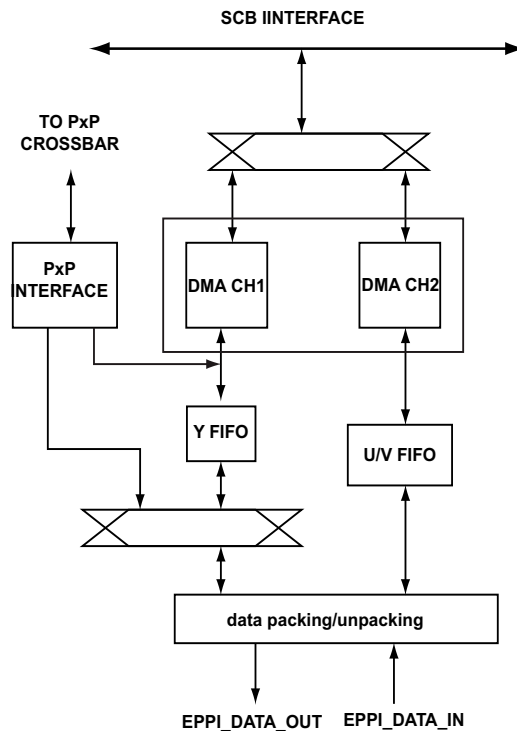 SCB IINTERFACE
TO PxP
CROSSBAR
PxP
INTERFACE
DMA CH1
DMA CH2
Y FIFO
U/V FIFO
data packing/unpacking
EPPI_DATA_OUT
EPPI_DATA_IN